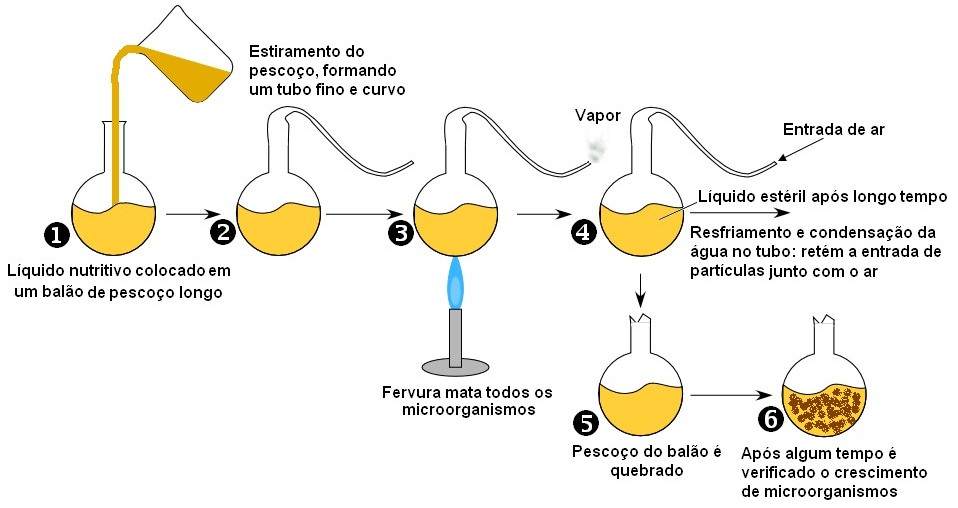 Estiramento do
pescoço, formando
um tubo fino e curvo
Vapor
Entrada de ar
1
2
3
4
Líquido estéril após longo tempo
Líquido nutritivo colocado em
um balão de pescoço longo
Resfriamento e condensação da
água no tubo: retém a entrada de
partículas junto com o ar
Fervura mata todos os
microorganismos
5
6
Pescoço do balão é
quebrado
Após algum tempo é
verificado o crescimento
de microorganismos